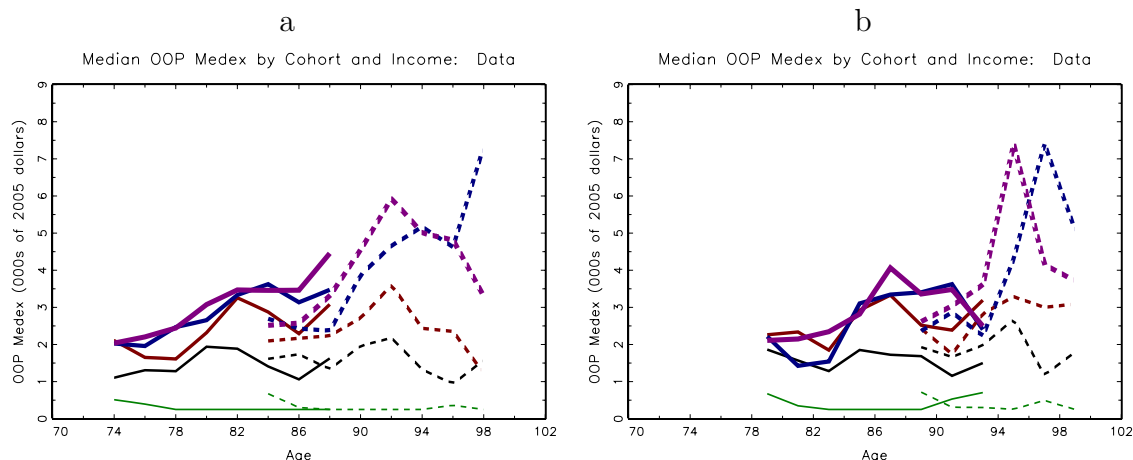 a
Median OOP Medex by Cohort and Income: Data
OOP Medex (000s of 2005 dollars)
9
8
7
6
5
4
3
2
1
0
70 74 78 82 86 90 94 98 102
Age
b
Median OOP Medex by Cohort and Income: Data
OOP Medex (000s of 2005 dollars)
9
8
7
6
5
4
3
2
1
0
70 74 78 82 86 90 94 98 102
Age